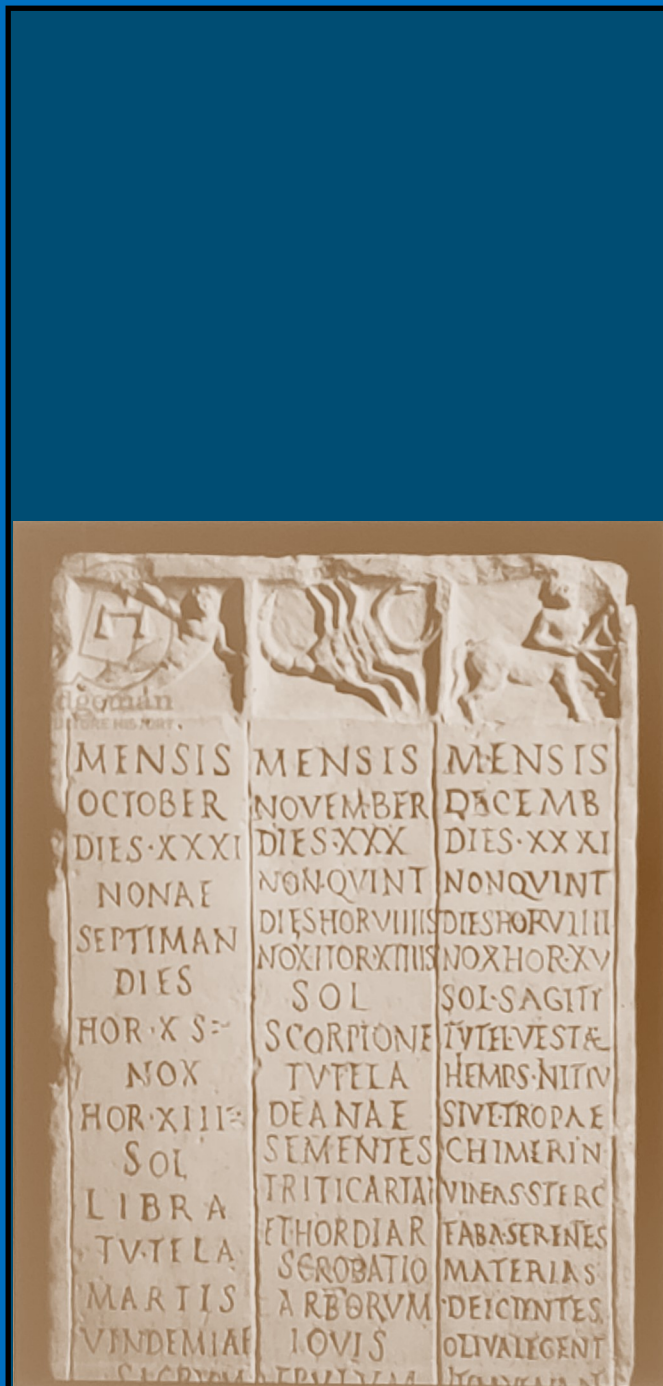 MENSIS
OCTOBER
DIES·XXXI
NONAE
SEPTIMAN
DIES
HOR·X S
NOX
HOR·XIII
SOL
LIBRA
TVTELA
MARTIS
VINDEMIAE
MENSIS
NOVEMBER
DIES·XXX
NON·QVINT
DIES HOR VIIIIS
NOX HOR XIIIIS
SOL
SCORPIONE
TVTELA
DEANAE
SEMENTES
TRITICARIAE
ET HORDIAR
SCROBATIO
ARBORVM
IOVIS
MENSIS
DECEMB
DIES·XXXI
NON QVINT
DIES HOR VIIII
NOX HOR·XV
SOL·SAGITT
TVTEL·VESTÆ
HEMPS·NITIV
SIVE·TROPAE
CHIMERIN
VINEAS STERC
FABA SERENTES
MATERIAS
DEICIENTES
OLIVA LEGENT